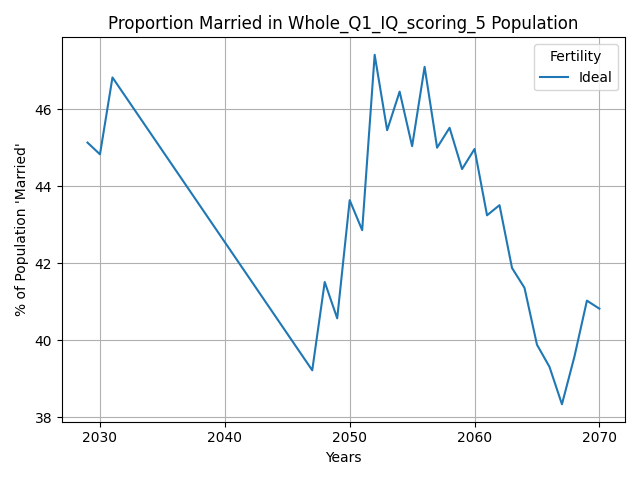 Proportion Married in Whole_Q1_IQ_scoring_5 Population
Fertility
Ideal
% of Population 'Married'
46
44
42
40
38
2030 2040 2050 2060 2070
Years